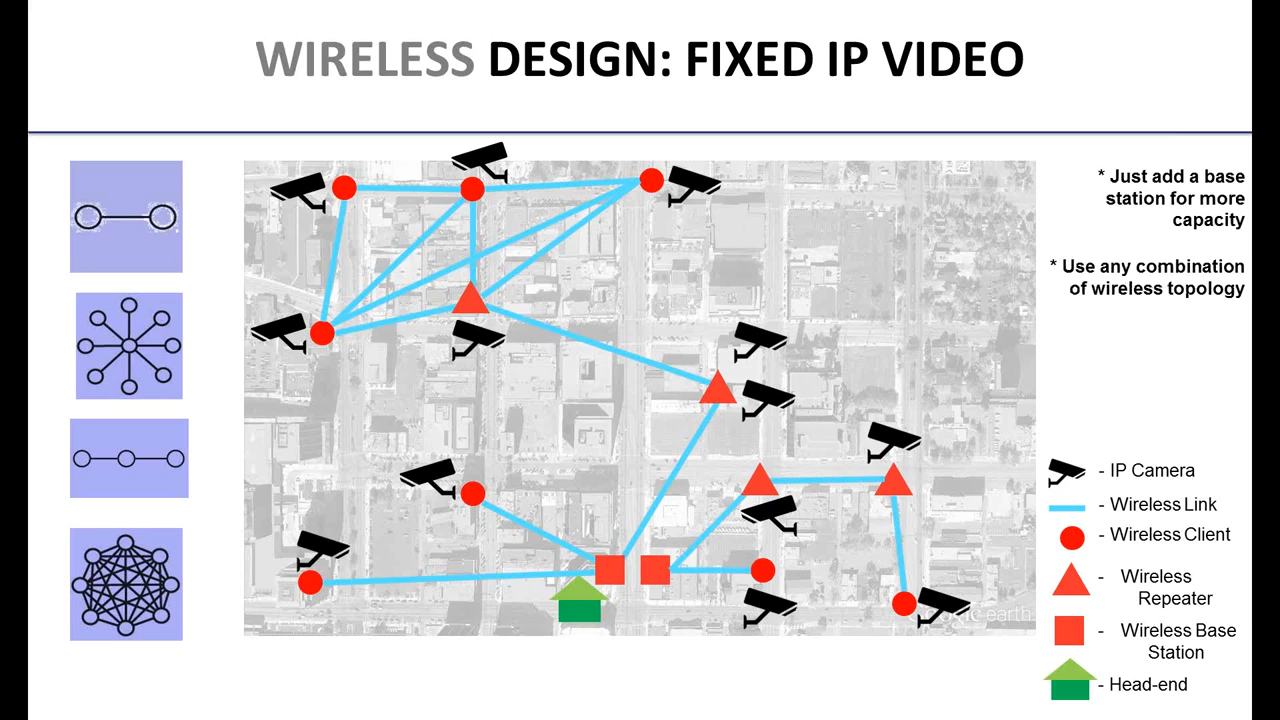 WIRELESS DESIGN: FIXED IP VIDEO
* Just add a base
station for more
capacity
* Use any combination
of wireless topology
- IP Camera
- Wireless Link
- Wireless Client
- Wireless
Repeater
- Wireless Base
Station
- Head-end
earth